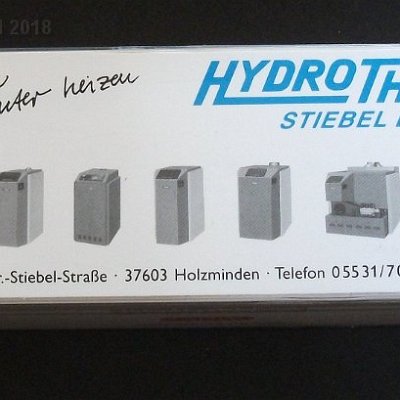 2018
heizen
HYDROTH
STIEBEL
r.-Stiebel-Straße · 37603 Holzminden · Telefon 05531/70